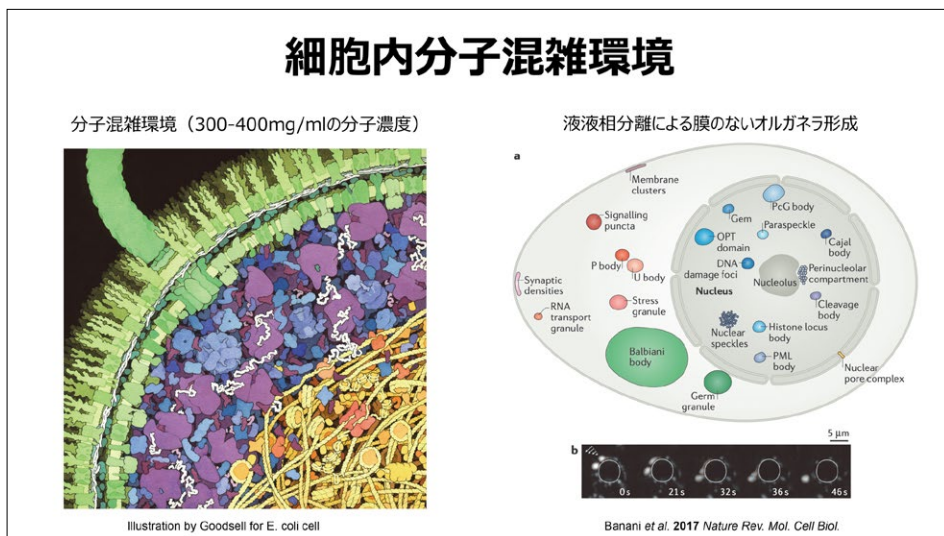 細胞内分子混雑環境
分子混雑環境（300-400mg/mlの分子濃度）
Illustration by Goodsell for E. coli cell
液液相分離による膜のないオルガネラ形成
a
Membrane
clusters
Signalling
puncta
P body
U body
Synaptic
densities
RNA
transport
granule
Stress
granule
Balbiani
body
Germ
granule
PcG body
Gem
Paraspeckle
OPT
domain
Cajal
body
DNA
damage foci
Nucleolus
Perinucleolar
compartment
Nucleus
Cleavage
body
Nuclear
speckles
Histone locus
body
PML
body
Nuclear
pore complex
5 µm
b
0s
21s
32s
36s
46s
Banani et al. 2017 Nature Rev. Mol. Cell Biol.